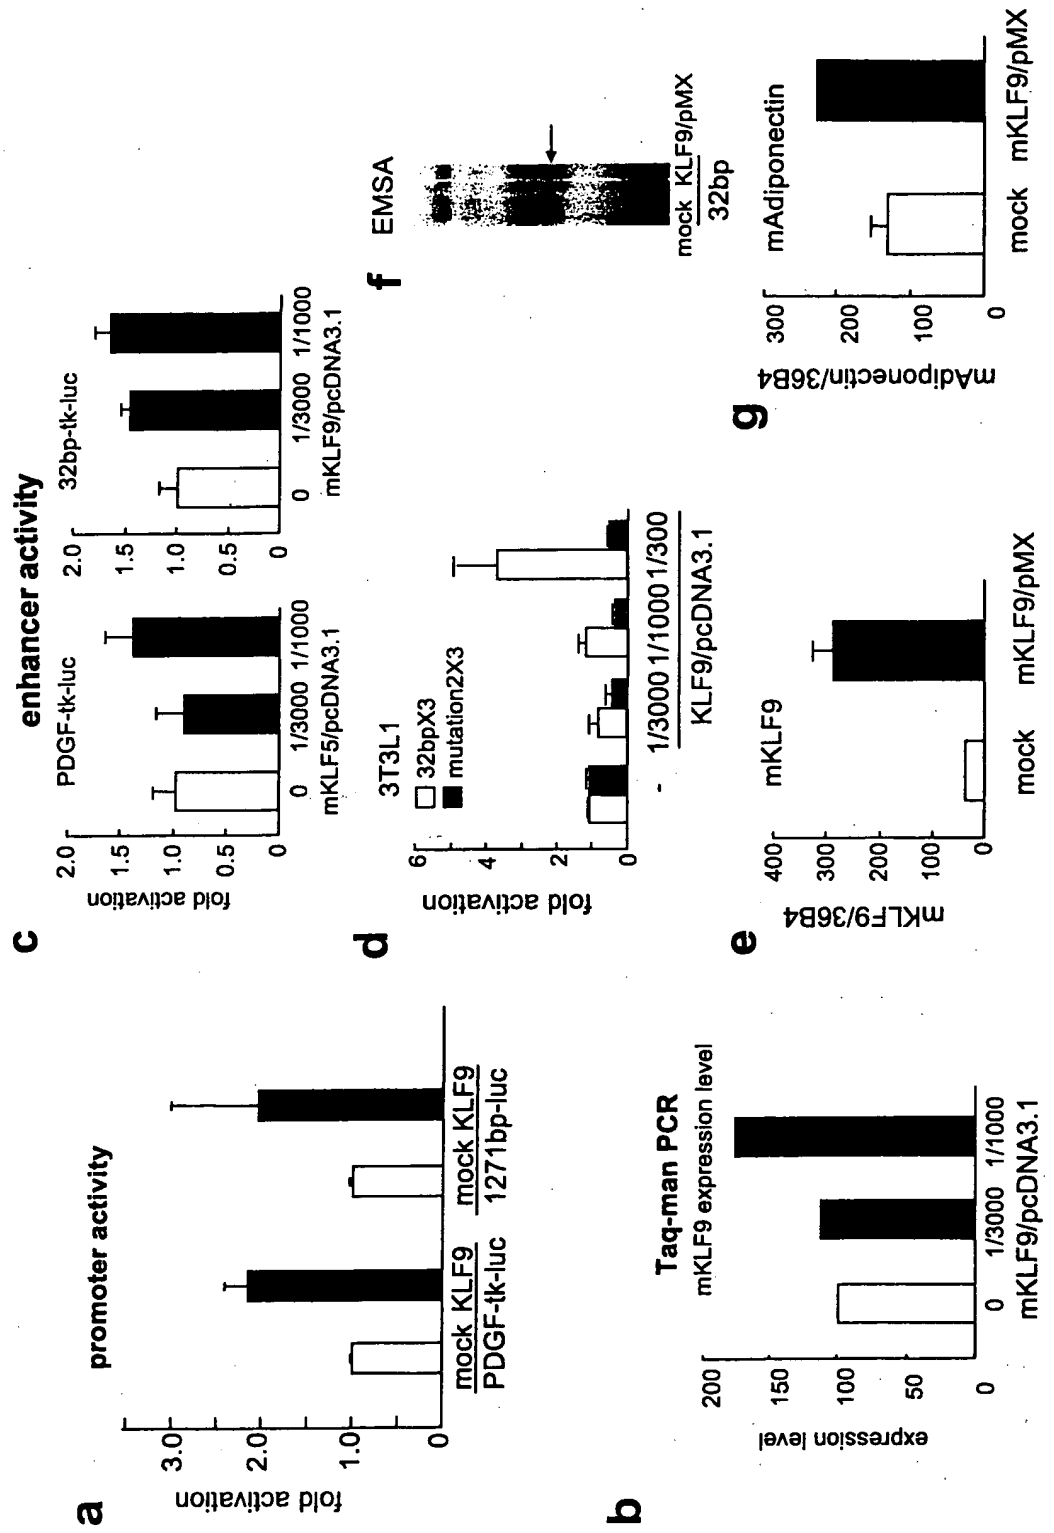 a
promoter activity
fold activation
3.0
2.0
1.0
0
mock KLF9
PDGF-tk-luc
mock KLF9
1271bp-luc
b
Taq-man PCR
mKLF9 expression level
expression level
200
150
100
50
0
0 1/3000 1/1000
mKLF9/pcDNA3.1
c
enhancer activity
PDGF-tk-luc
fold activation
2.0
1.5
1.0
0.5
0
0 1/3000 1/1000
mKLF5/pcDNA3.1
32bp-tk-luc
2.0
1.5
1.0
0.5
0
0 1/3000 1/1000
mKLF9/pcDNA3.1
d
3T3L1
32bpX3
mutation2X3
fold activation
6
4
2
0
- 1/3000 1/1000 1/300
KLF9/pcDNA3.1
e
mKLF9
mKLF9/36B4
400
300
200
100
0
mock mKLF9/pMX
f
EMSA
mock KLF9/pMX
32bp
g
mAdiponectin
mAdiponectin/36B4
300
200
100
0
mock mKLF9/pMX